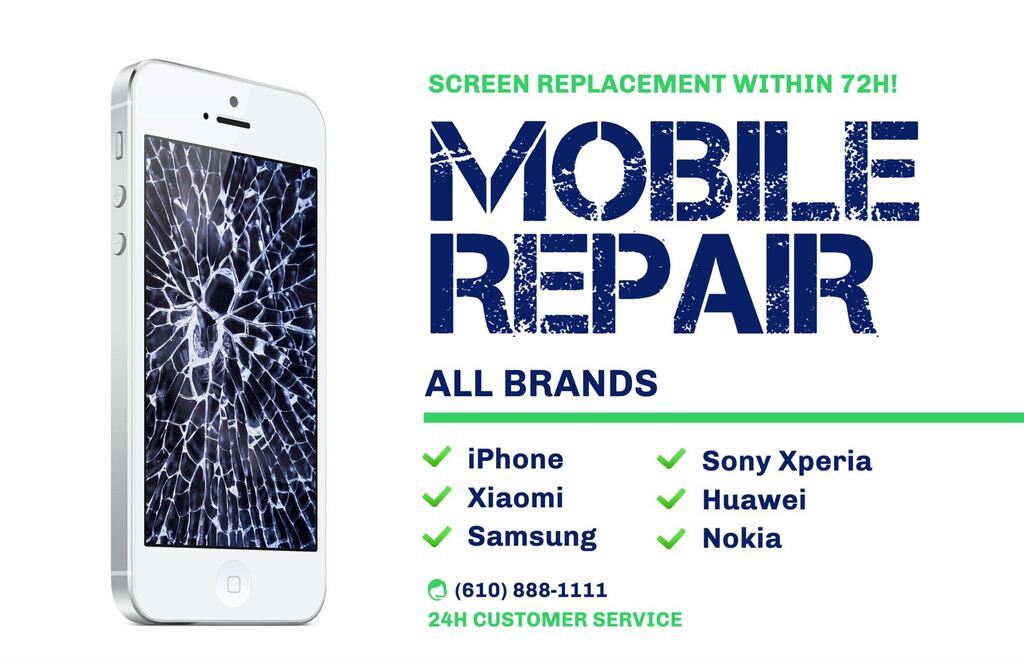 SCREEN REPLACEMENT WITHIN 72H!
MOBILE
REPAIR
ALL BRANDS
iPhone
Xiaomi
Samsung
Sony Xperia
Huawei
Nokia
(610) 888-1111
24H CUSTOMER SERVICE